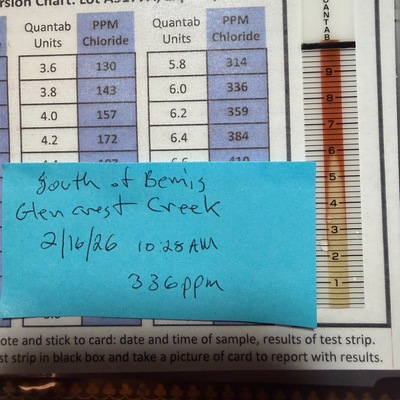 Quantab Units PPM Chloride Quantab Units PPM Chloride
3.6 130 5.8 314
3.8 143 6.0 336
4.0 157 6.2 359
4.2 172 6.4 384
QUANTAB
9
8
7
6
5
4
3
2
1
South of Bemis
Glencrest Creek
2/16/26 10:28 AM
336ppm
ote and stick to card: date and time of sample, results of test strip.
st strip in black box and take a picture of card to report with results.